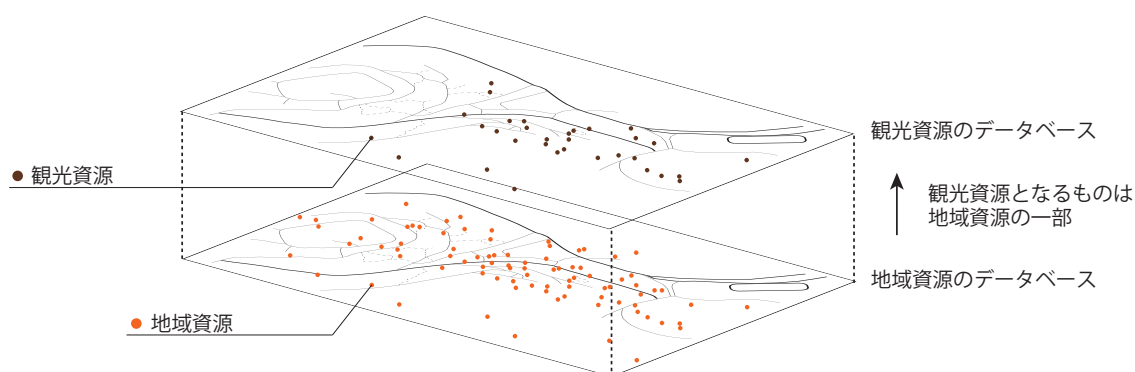 観光資源のデータベース
観光資源
観光資源となるものは
地域資源の一部
地域資源のデータベース
地域資源